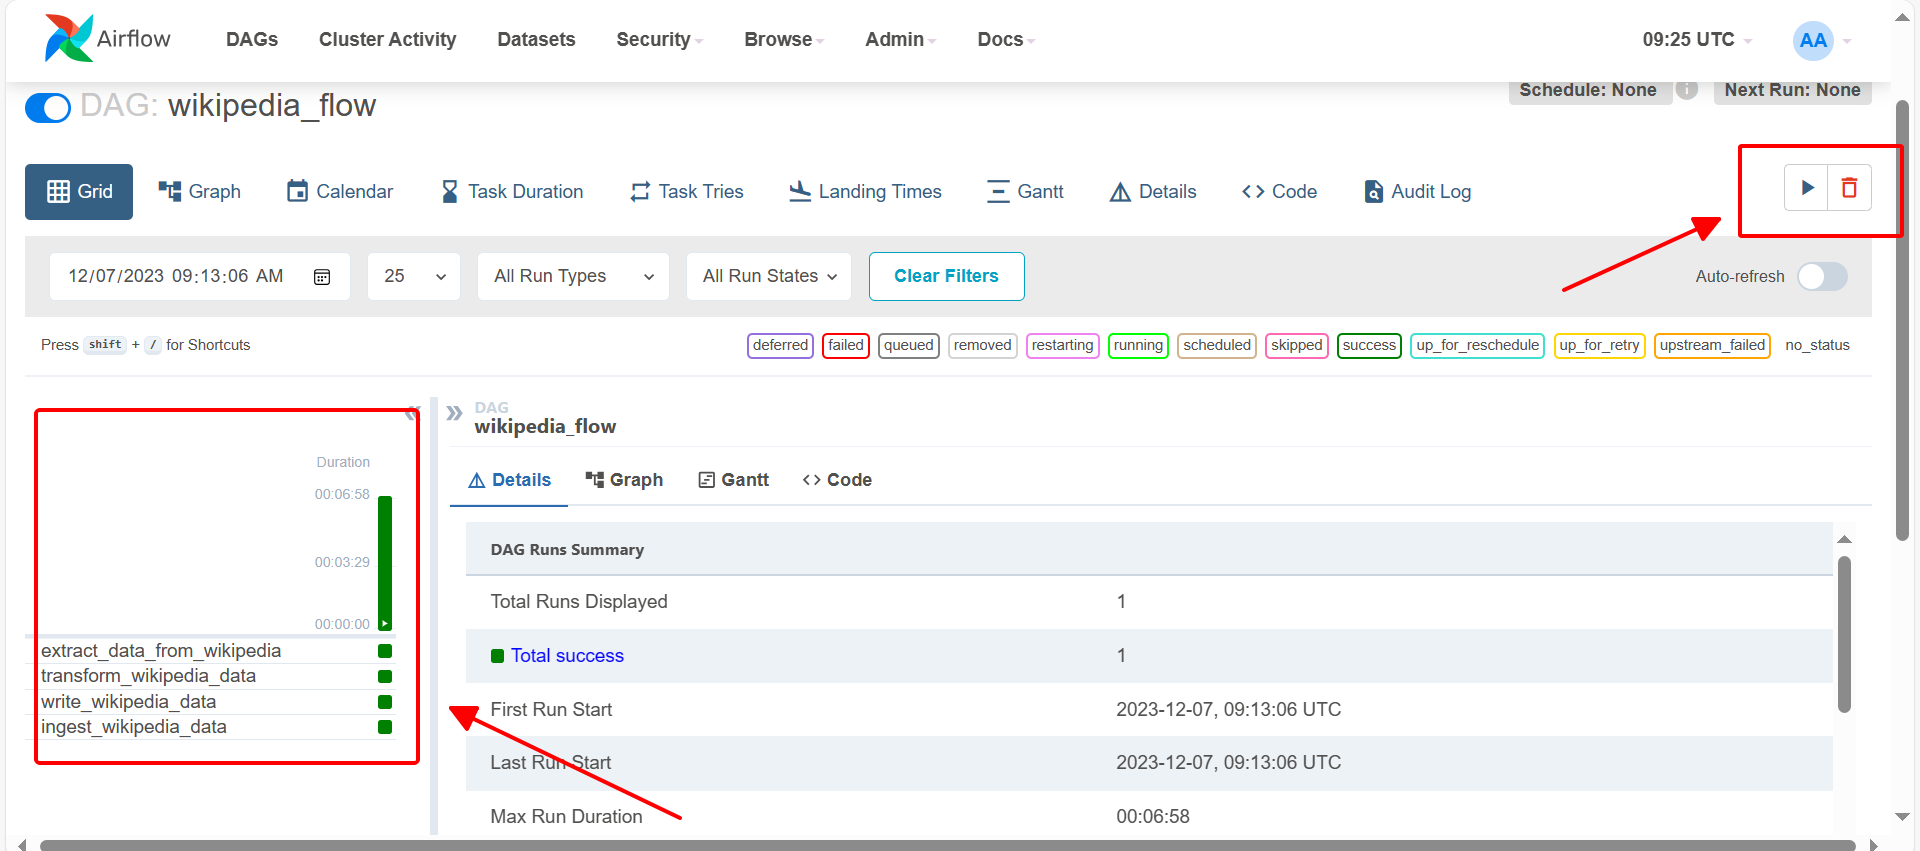 Airflow DAGs Cluster Activity Datasets Security Browse Admin Docs 09:25 UTC AA
DAG: wikipedia_flow Schedule: None i Next Run: None
Grid Graph Calendar Task Duration Task Tries Landing Times Gantt Details Code Audit Log
12/07/2023 09:13:06 AM 25 All Run Types All Run States Clear Filters Auto-refresh
Press shift + / for Shortcuts deferred failed queued removed restarting running scheduled skipped success up_for_reschedule up_for_retry upstream_failed no_status
Duration
00:06:58
00:03:29
00:00:00
extract_data_from_wikipedia
transform_wikipedia_data
write_wikipedia_data
ingest_wikipedia_data
DAG
wikipedia_flow
Details Graph Gantt Code
DAG Runs Summary
Total Runs Displayed 1
Total success 1
First Run Start 2023-12-07, 09:13:06 UTC
Last Run Start 2023-12-07, 09:13:06 UTC
Max Run Duration 00:06:58